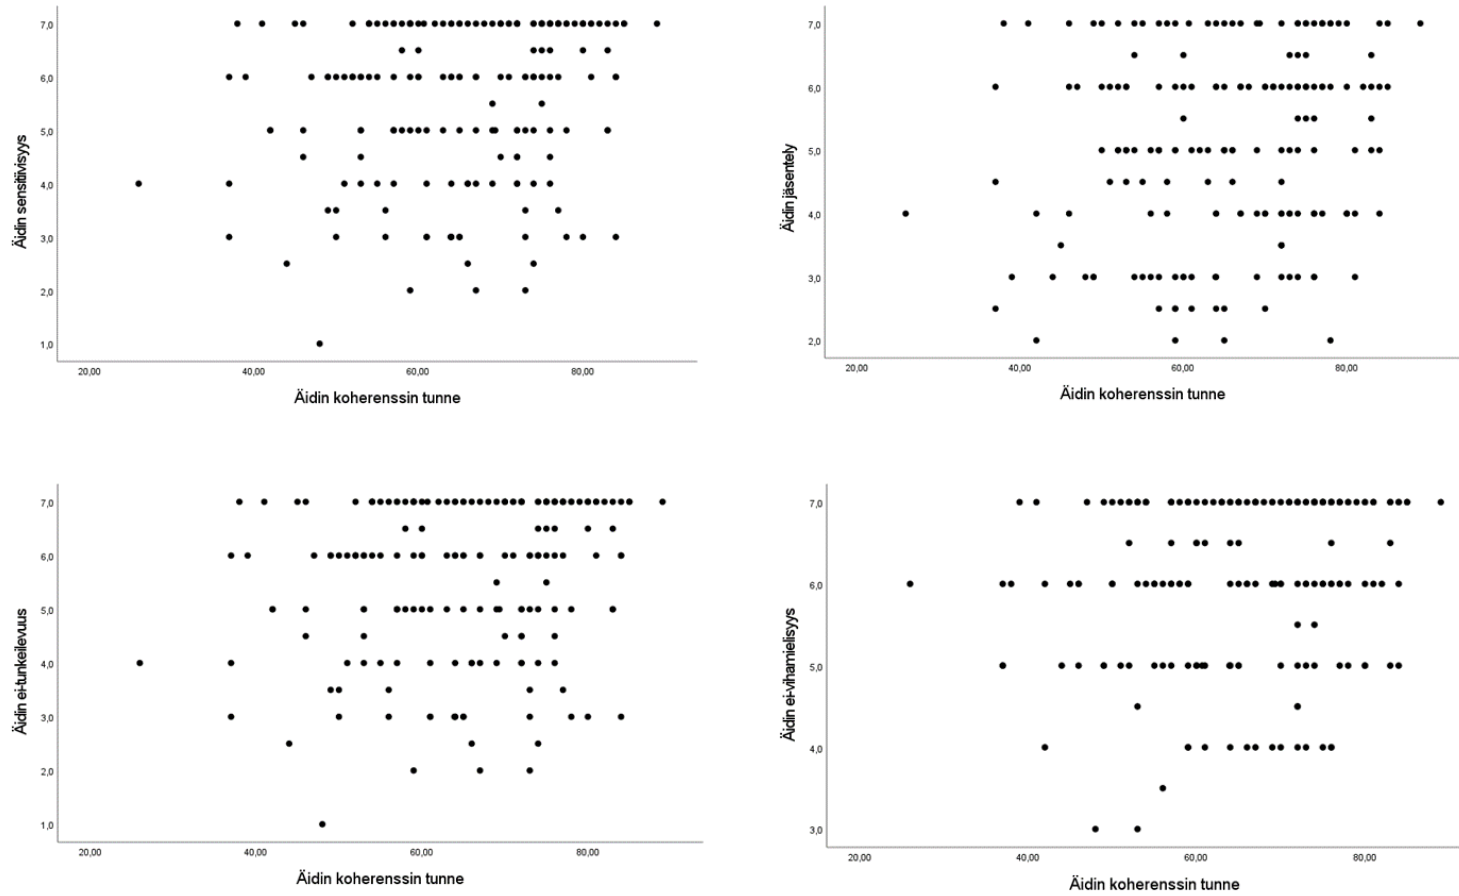 Äidin sensitiivisyys
7,0
6,0
5,0
4,0
3,0
2,0
1,0
20,00 40,00 60,00 80,00
Äidin koherenssin tunne
Äidin jäsentely
7,0
6,0
5,0
4,0
3,0
2,0
20,00 40,00 60,00 80,00
Äidin koherenssin tunne
Äidin ei-tunkeilevuus
7,0
6,0
5,0
4,0
3,0
2,0
1,0
20,00 40,00 60,00 80,00
Äidin koherenssin tunne
Äidin ei-vihamielisyys
7,0
6,0
5,0
4,0
3,0
20,00 40,00 60,00 80,00
Äidin koherenssin tunne